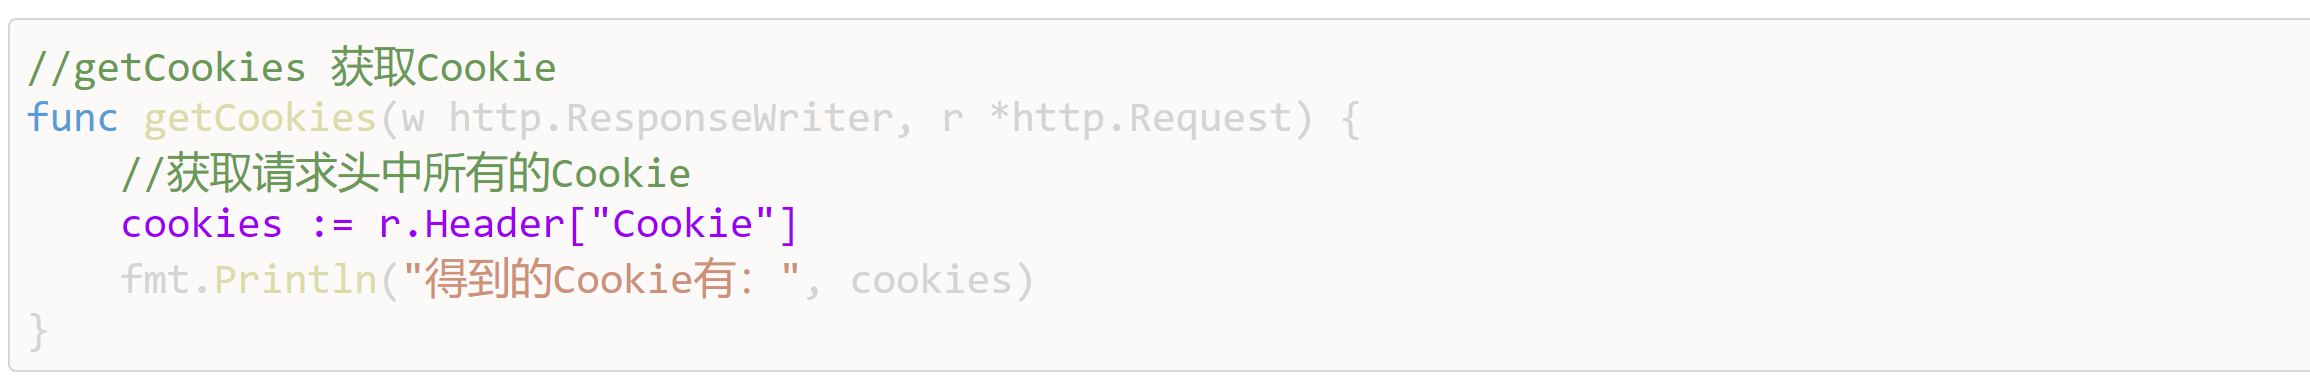 //getCookies 获取Cookie
func getCookies(w http.ResponseWriter, r *http.Request) {
    //获取请求头中所有的Cookie
    cookies := r.Header["Cookie"]
    fmt.Println("得到的Cookie有：", cookies)
}